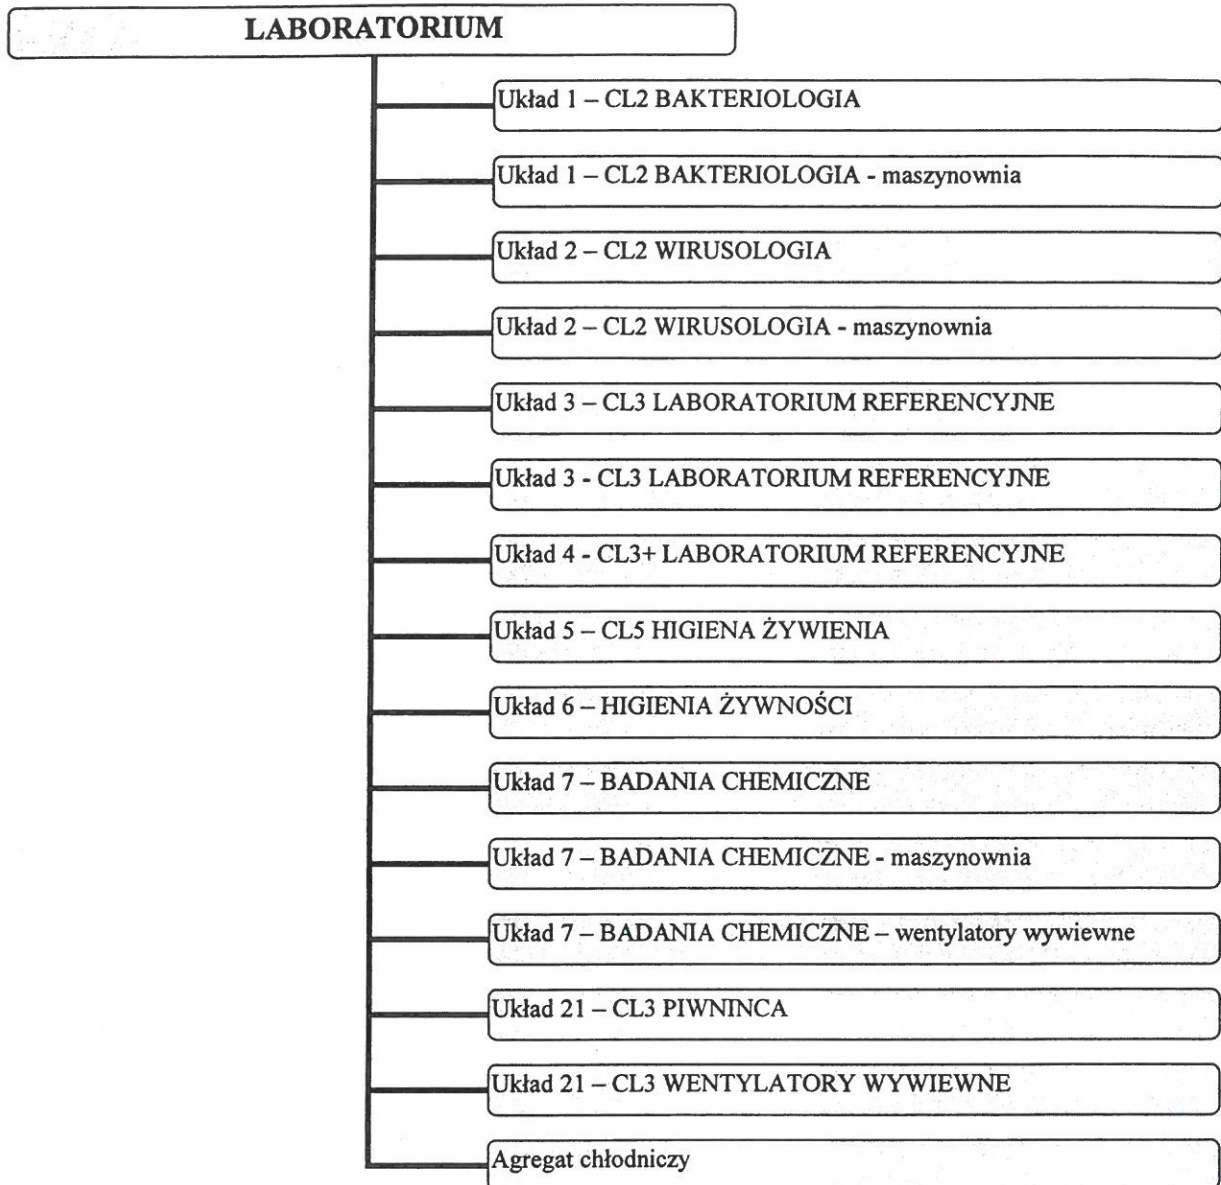 LABORATORIUM
Układ 1 – CL2 BAKTERIOLOGIA
Układ 1 – CL2 BAKTERIOLOGIA - maszynownia
Układ 2 – CL2 WIRUSOLOGIA
Układ 2 – CL2 WIRUSOLOGIA - maszynownia
Układ 3 – CL3 LABORATORIUM REFERENCYJNE
Układ 3 - CL3 LABORATORIUM REFERENCYJNE
Układ 4 - CL3+ LABORATORIUM REFERENCYJNE
Układ 5 – CL5 HIGIENA ŻYWIENIA
Układ 6 – HIGIENIA ŻYWNOŚCI
Układ 7 – BADANIA CHEMICZNE
Układ 7 – BADANIA CHEMICZNE - maszynownia
Układ 7 – BADANIA CHEMICZNE – wentylatory wywiewne
Układ 21 – CL3 PIWNINCA
Układ 21 – CL3 WENTYLATORY WYWIEWNE
Agregat chłodniczy